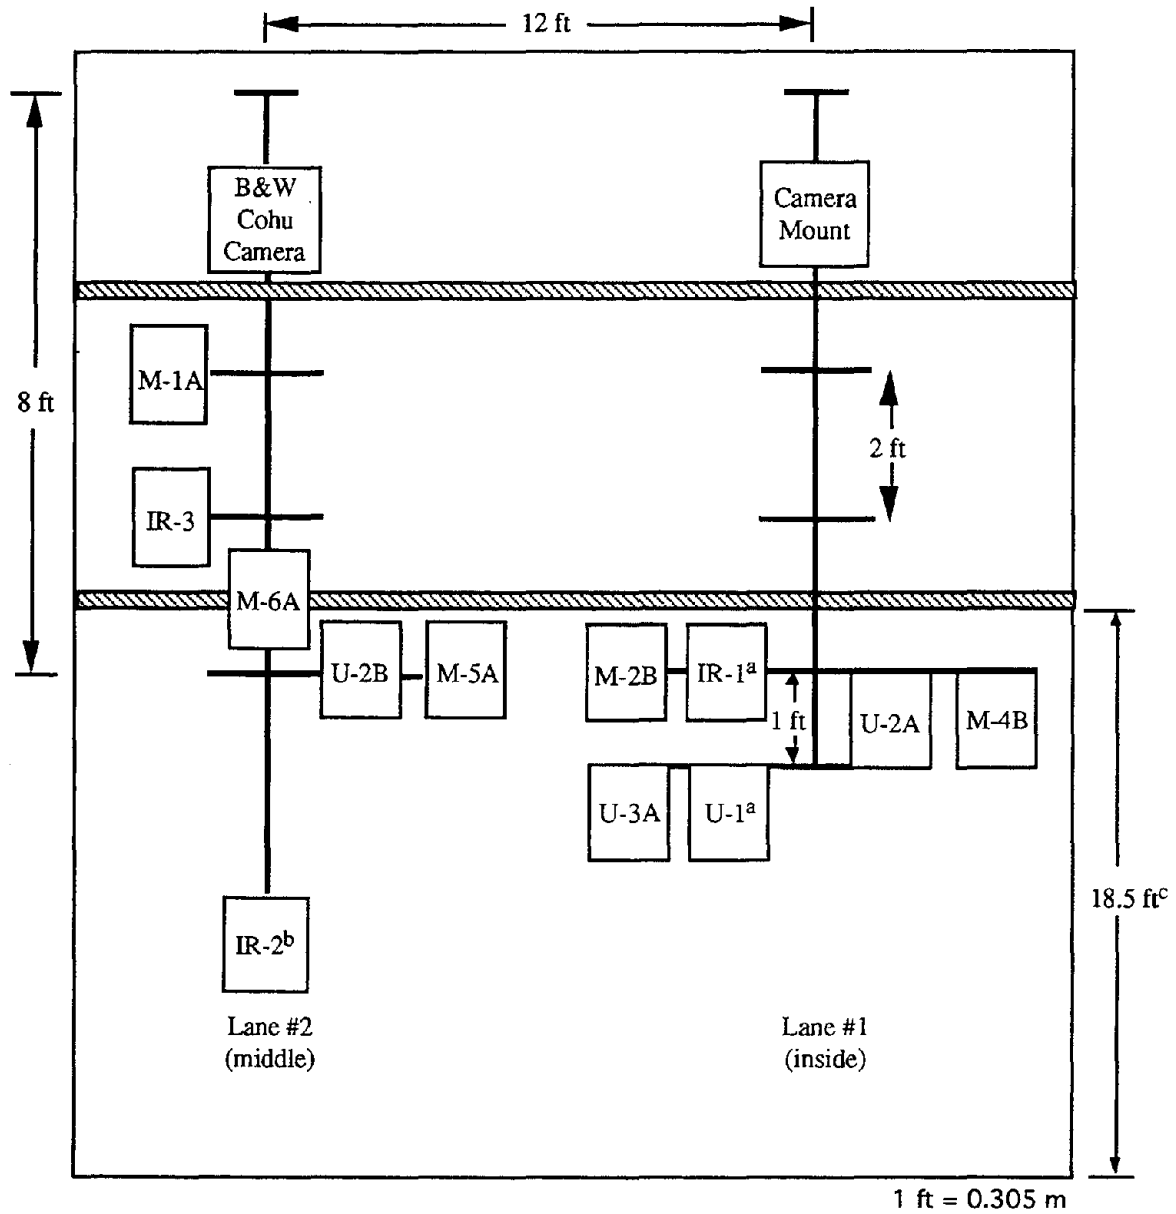 12 ft
B&W
Cohu
Camera
Camera
Mount
M-1A
8 ft
2 ft
IR-3
M-6A
U-2B
M-5A
M-2B
IR-1a
1 ft
U-2A
M-4B
U-3A
U-1a
18.5 ftc
IR-2b
Lane #2
(middle)
Lane #1
(inside)
1 ft = 0.305 m